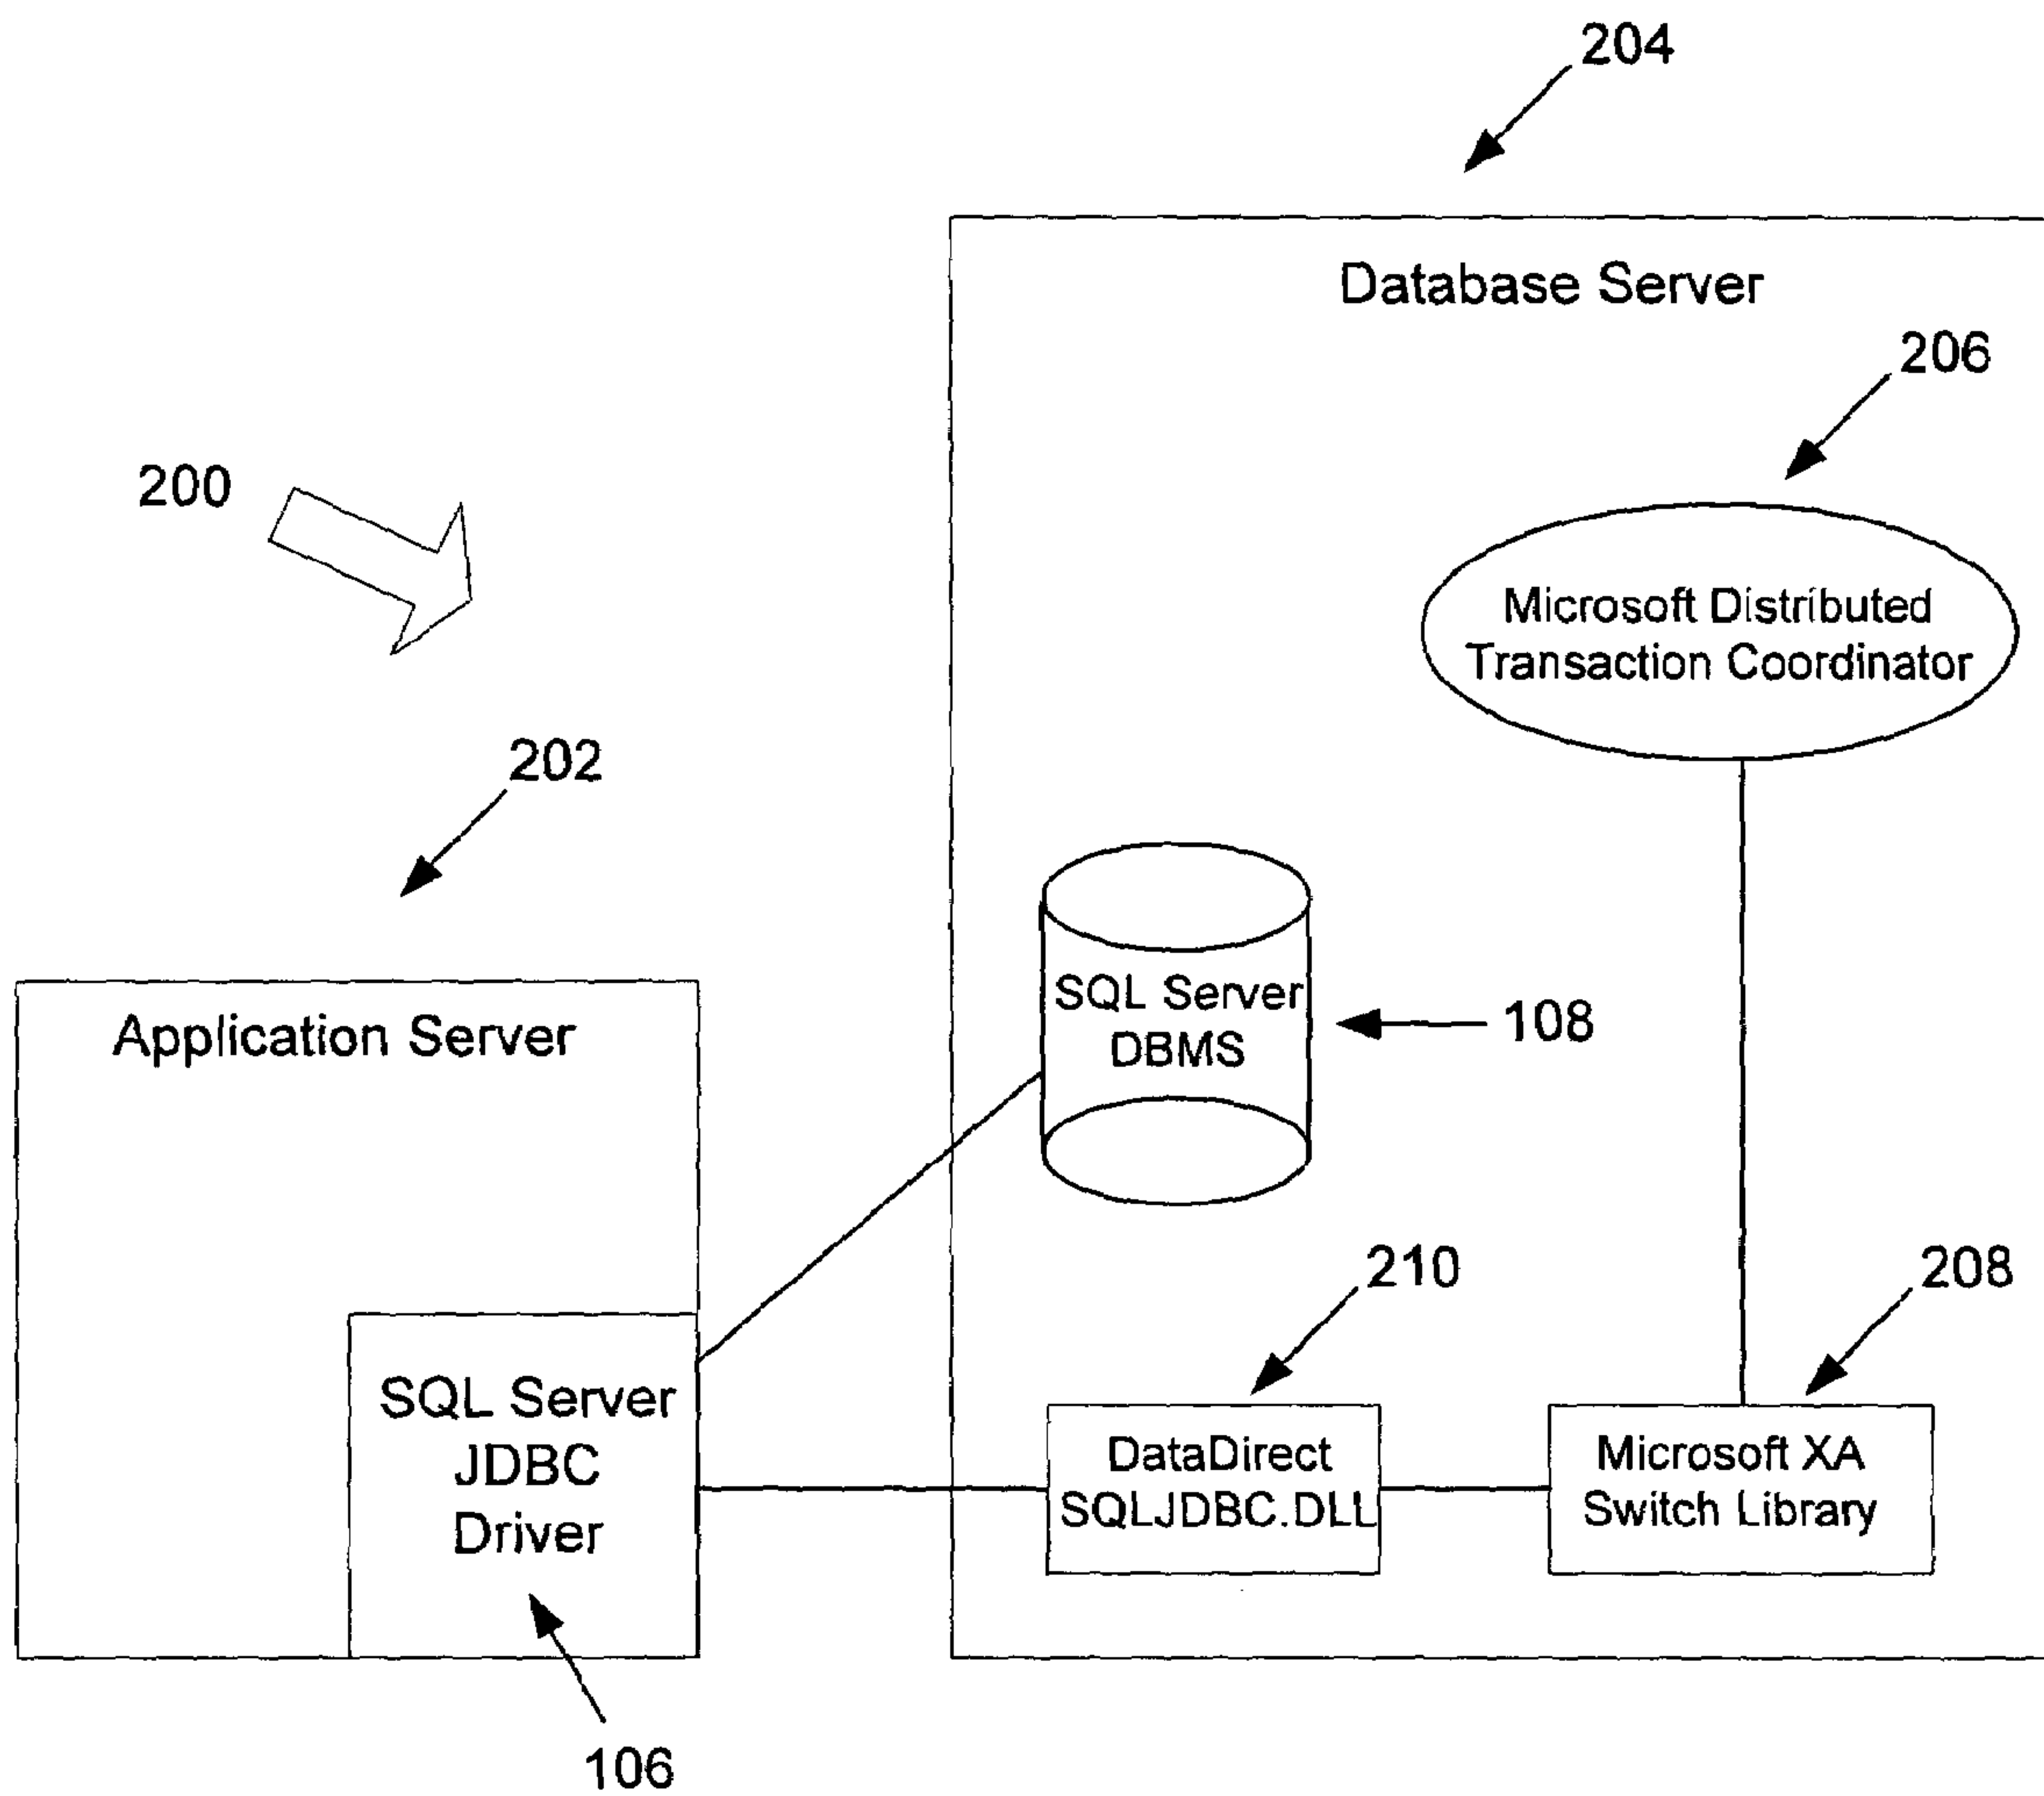 204
Database Server
206
200
Microsoft Distributed
Transaction Coordinator
202
Application Server
SQL Server
DBMS
108
210
208
SQL Server
JDBC
Driver
DataDirect
SQLJDBC.DLL
Microsoft XA
Switch Library
106